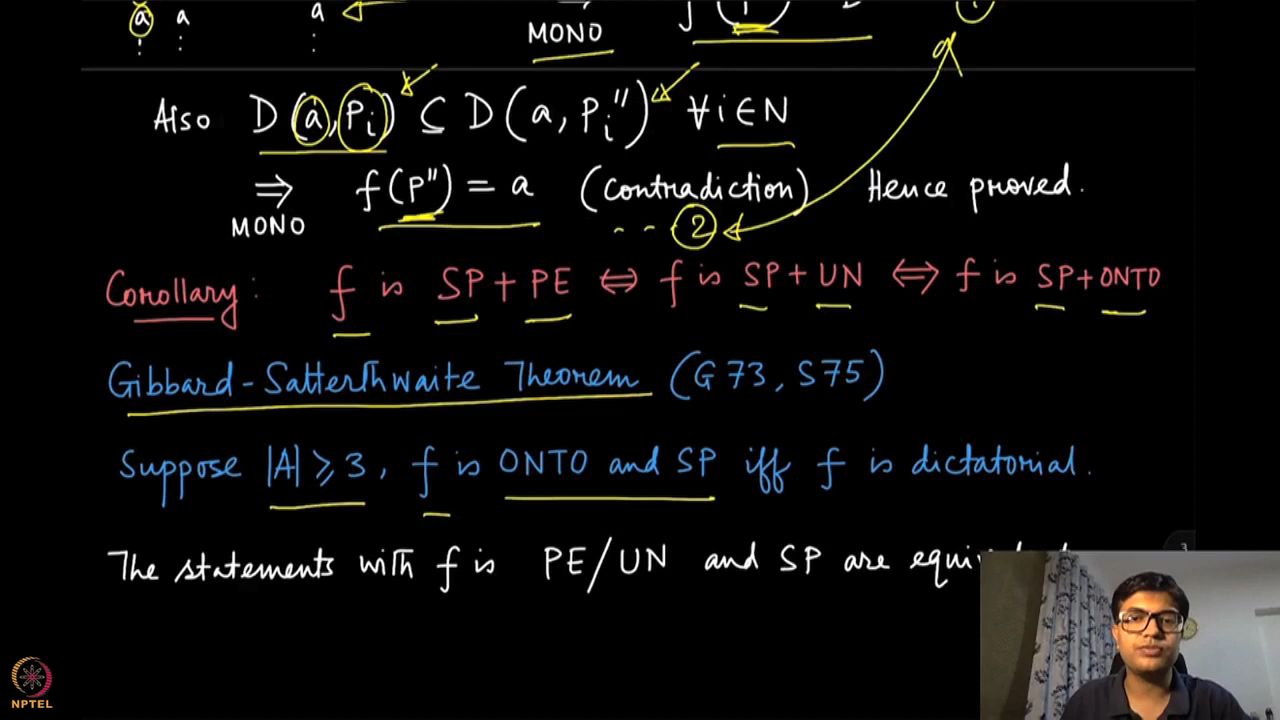 a a a
MONO
Also D(a, Pi) ⊆ D(a, Pi'') ∀ i ∈ N
⇒ f(P'') = a (contradiction) Hence proved.
MONO -- 2
Corollary: f is SP + PE ⇔ f is SP + UN ⇔ f is SP + ONTO
Gibbard-Satterthwaite Theorem (G 73, S 75)
Suppose |A| ⩾ 3, f is ONTO and SP iff f is dictatorial.
The statements with f is PE/UN and SP are
NPTEL